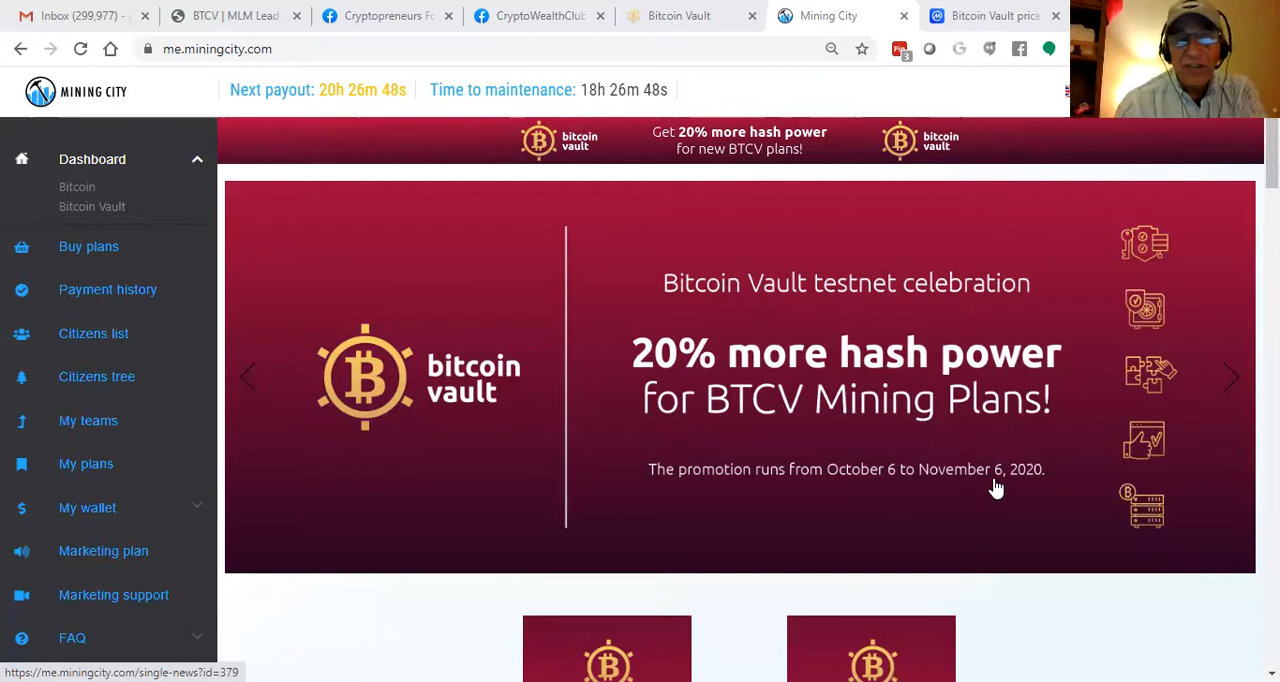 Inbox (299,977) -
BTCV | MLM Lead
Cryptopreneurs Fo
CryptoWealthClub
Bitcoin Vault
Mining City
Bitcoin Vault price
me.miningcity.com
3
MINING CITY
Next payout: 20h 26m 48s
Time to maintenance: 18h 26m 48s
bitcoin
vault
Get 20% more hash power
for new BTCV plans!
bitcoin
vault
Dashboard
Bitcoin
Bitcoin Vault
Buy plans
Payment history
Citizens list
Citizens tree
My teams
My plans
My wallet
Marketing plan
Marketing support
FAQ
bitcoin
vault
Bitcoin Vault testnet celebration
20% more hash power
for BTCV Mining Plans!
The promotion runs from October 6 to November 6, 2020.
https://me.miningcity.com/single-news?id=379